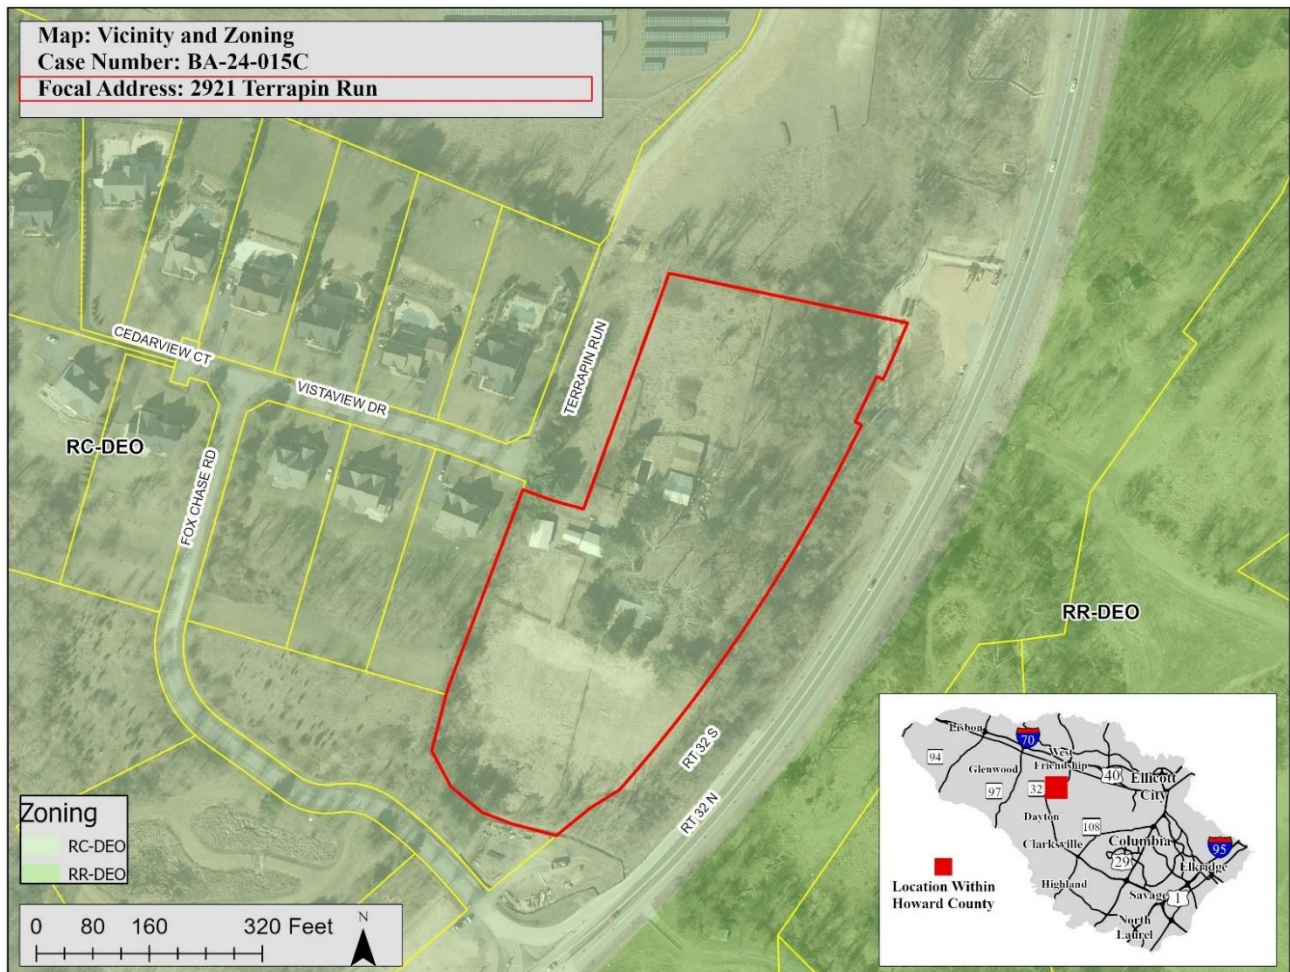 Map: Vicinity and Zoning
Case Number: BA-24-015C
Focal Address: 2921 Terrapin Run
CEDARVIEW CT
VISTAVIEW DR
TERRAPIN RUN
RC-DEO
FOX CHASE RD
RR-DEO
RT 32 S
RT 32 N
Zoning
RC-DEO
RR-DEO
0 80 160 320 Feet
N
Lisbon
70
West
Friendship
94
Glenwood
40
Ellicott
City
97
32
Dayton
108
Clarksville
Columbia
95
29
Elkridge
Highland
Savage
1
North
Laurel
Location Within
Howard County